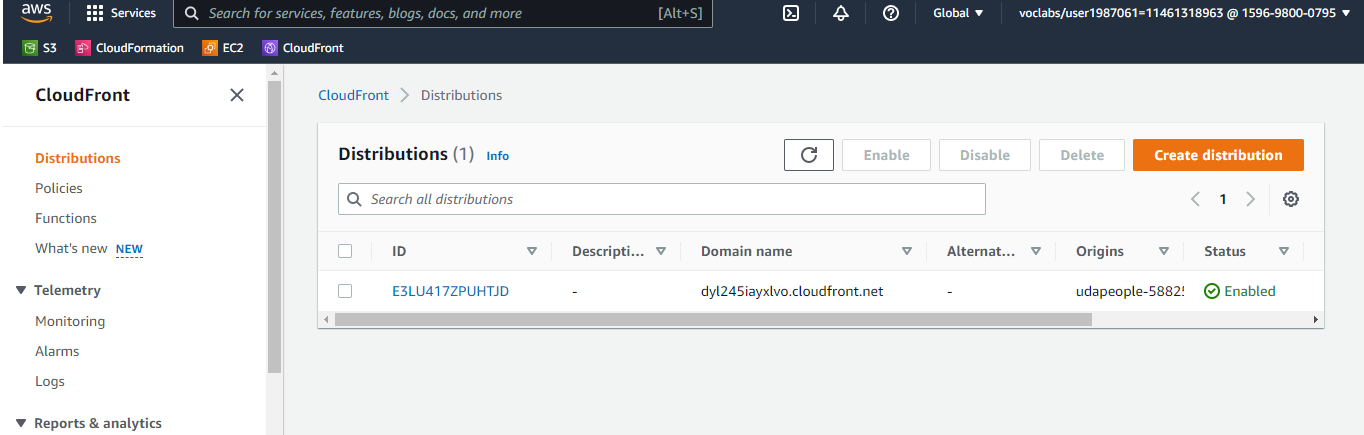 aws Services Search for services, features, blogs, docs, and more [Alt+S] Global voclabs/user1987061=11461318963 @ 1596-9800-0795
S3 CloudFormation EC2 CloudFront
CloudFront
Distributions
Policies
Functions
What's new NEW
Telemetry
Monitoring
Alarms
Logs
Reports & analytics
CloudFront Distributions
Distributions (1) Info Enable Disable Delete Create distribution
Search all distributions 1
ID Descripti... Domain name Alternat... Origins Status
E3LU417ZPUHTJD - dyl245iayxlvo.cloudfront.net - udapeople-58825 Enabled